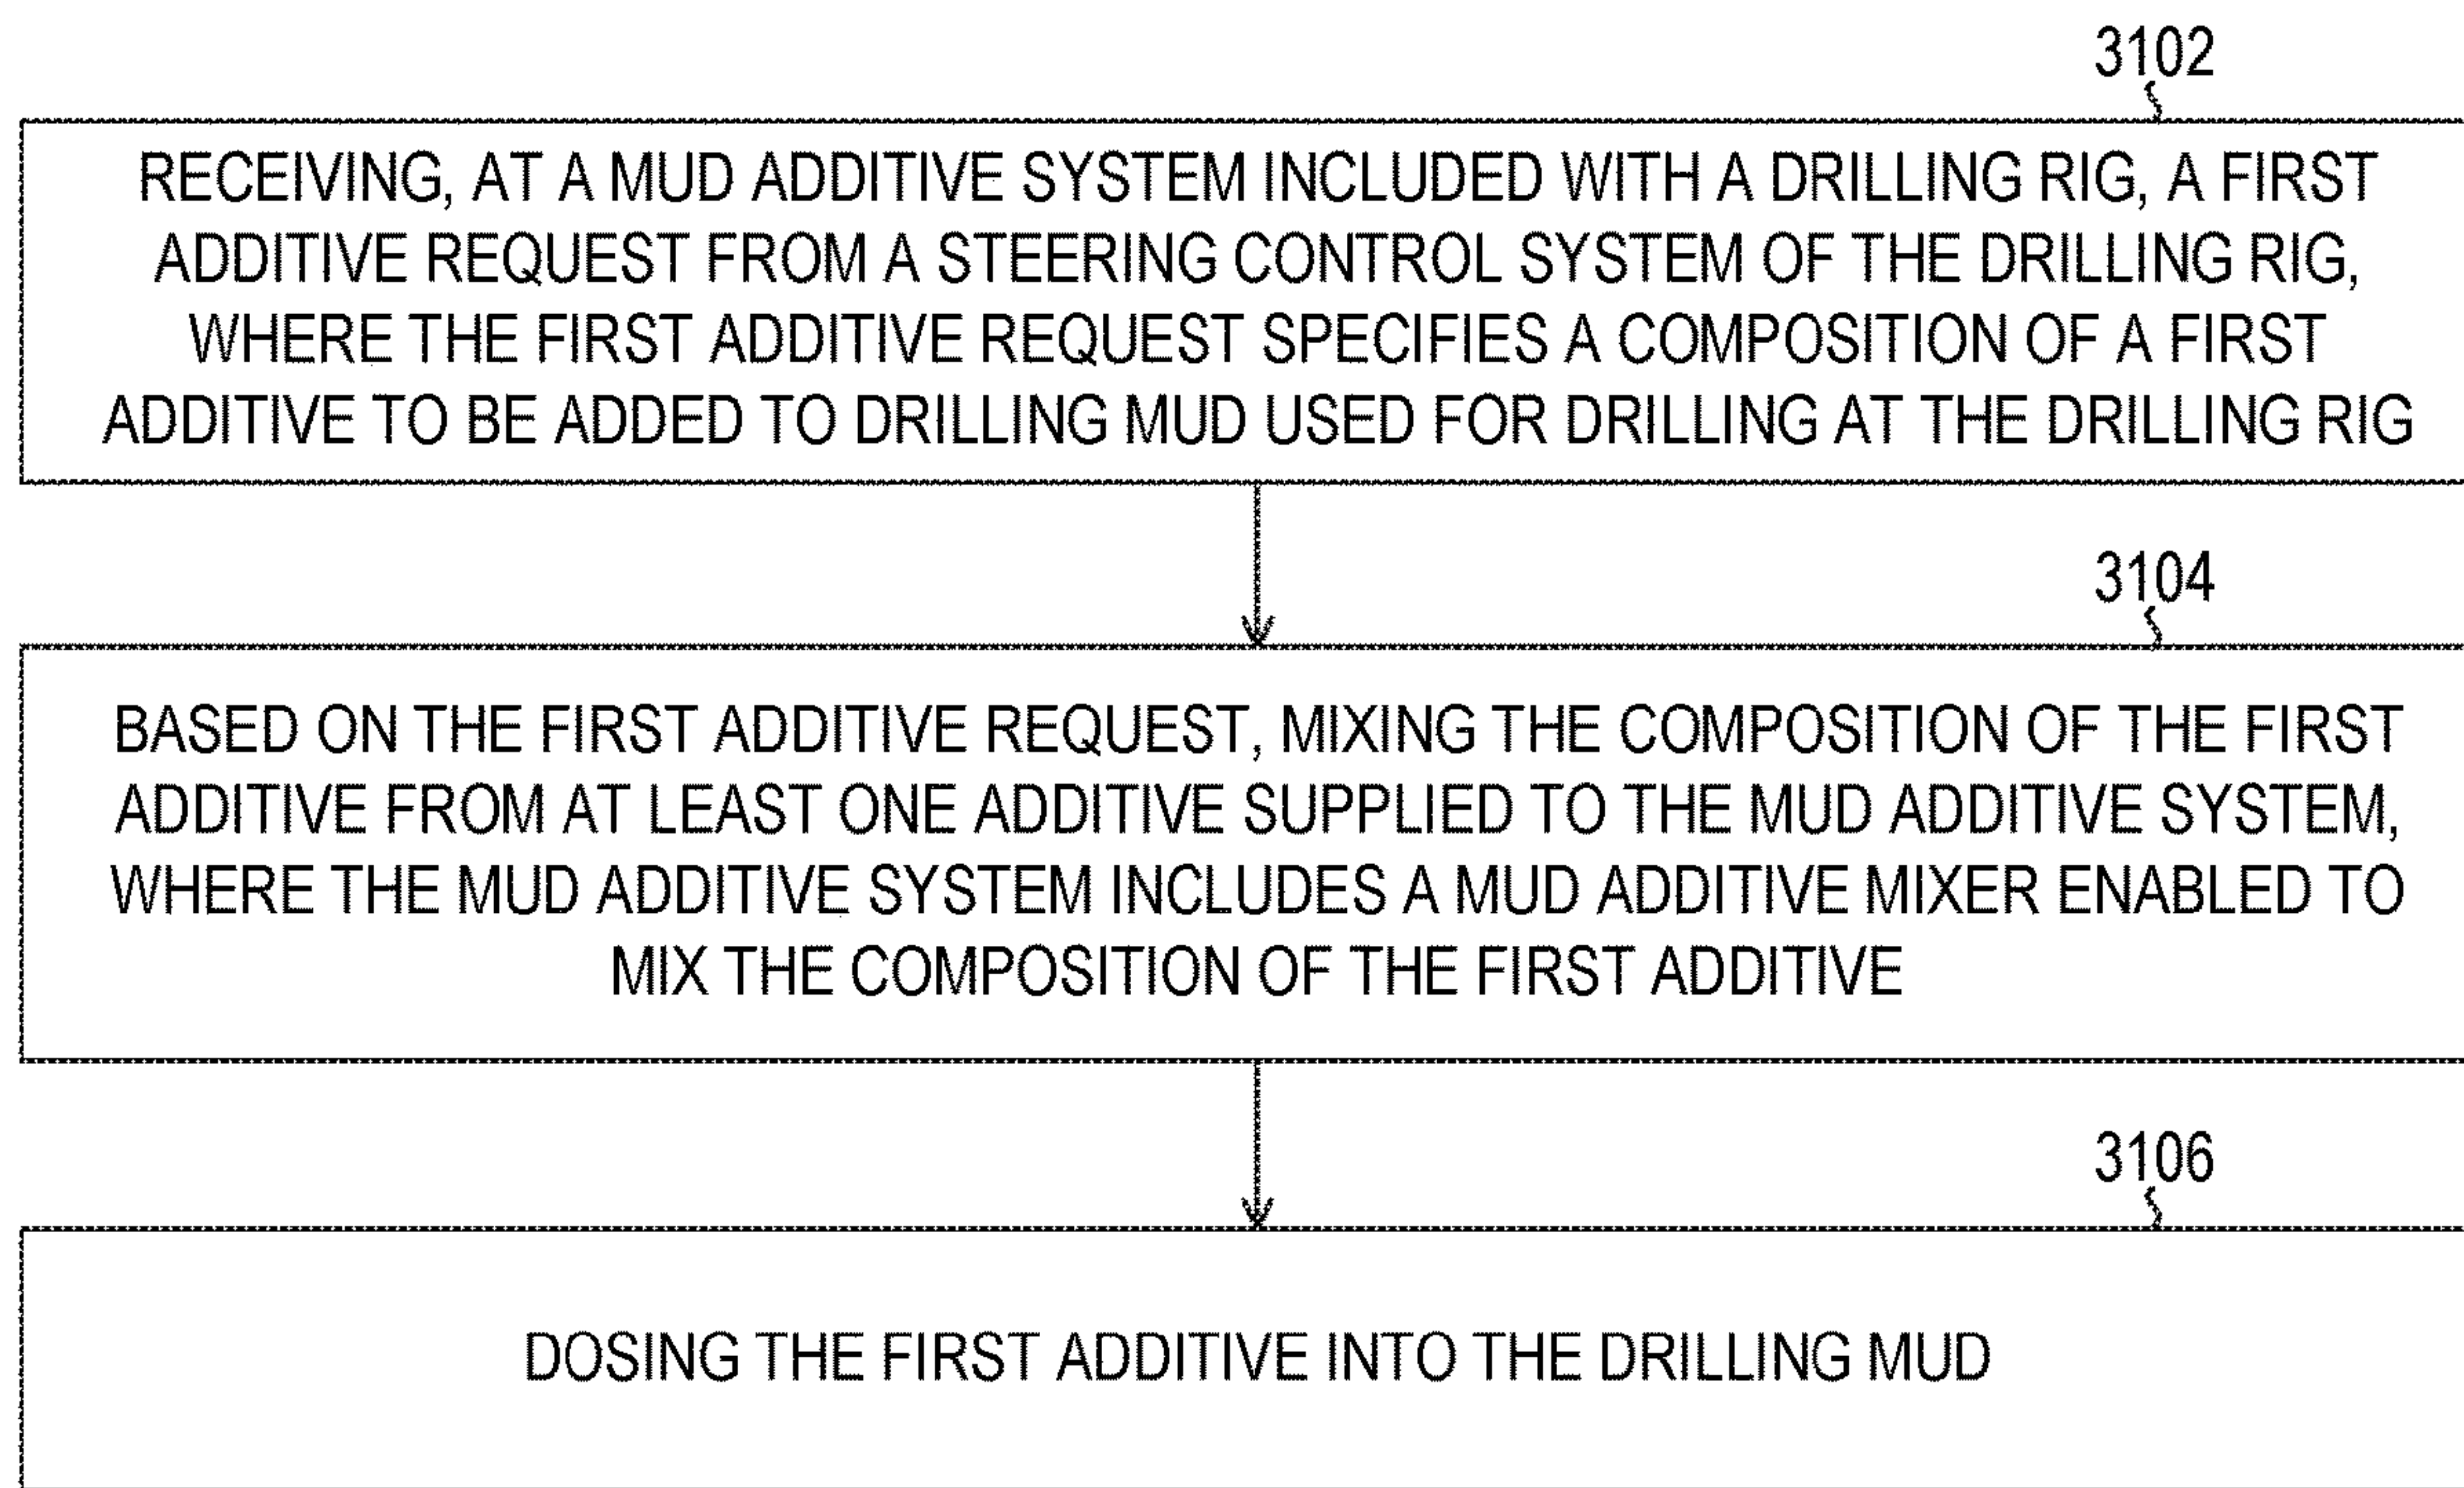 3102
RECEIVING, AT A MUD ADDITIVE SYSTEM INCLUDED WITH A DRILLING RIG, A FIRST
ADDITIVE REQUEST FROM A STEERING CONTROL SYSTEM OF THE DRILLING RIG,
WHERE THE FIRST ADDITIVE REQUEST SPECIFIES A COMPOSITION OF A FIRST
ADDITIVE TO BE ADDED TO DRILLING MUD USED FOR DRILLING AT THE DRILLING RIG
3104
BASED ON THE FIRST ADDITIVE REQUEST, MIXING THE COMPOSITION OF THE FIRST
ADDITIVE FROM AT LEAST ONE ADDITIVE SUPPLIED TO THE MUD ADDITIVE SYSTEM,
WHERE THE MUD ADDITIVE SYSTEM INCLUDES A MUD ADDITIVE MIXER ENABLED TO
MIX THE COMPOSITION OF THE FIRST ADDITIVE
3106
DOSING THE FIRST ADDITIVE INTO THE DRILLING MUD